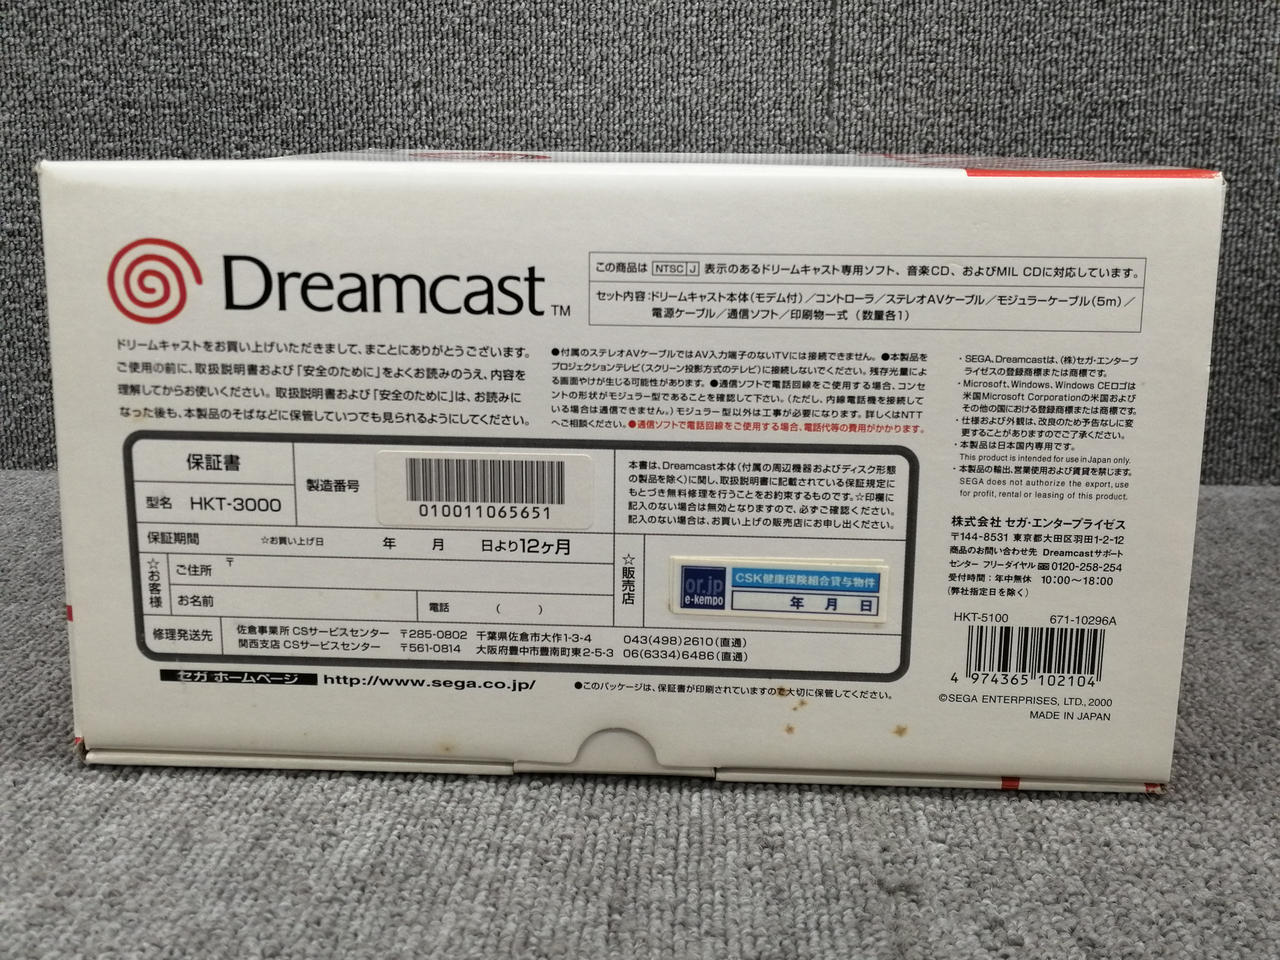 Dreamcast™
この商品は NTSC J 表示のあるドリームキャスト専用ソフト、音楽CD、およびMIL CDに対応しています。
セット内容:ドリームキャスト本体(モデム付)/コントローラ/ステレオAVケーブル/モジュラーケーブル(5m)/
電源ケーブル/通信ソフト/印刷物一式(数量各1)
ドリームキャストをお買い上げいただきまして、まことにありがとうございます。
ご使用の前に、取扱説明書および「安全のために」をよくお読みのうえ、内容を
理解してからお使いください。取扱説明書および「安全のために」は、お読みに
なった後も、本製品のそばなどに保管していつでも見られるようにしてください。
●付属のステレオAVケーブルではAV入力端子のないTVには接続できません。●本製品を
プロジェクションテレビ(スクリーン投影方式のテレビ)に接続しないでください。残存光量によ
る画面やけが生じる可能性があります。●通信ソフトで電話回線をご使用する場合、コンセ
ントの形状がモジュラー型であることを確認して下さい。(ただし、内線電話機を接続して
いる場合は通信できません。)モジュラー型以外は工事が必要になります。詳しくはNTT
へご相談ください。●通信ソフトで電話回線をご使用する場合、電話代等の費用がかかります。
・SEGA、Dreamcastは、(株)セガ・エンタープ
ライゼスの登録商標または商標です。
・Microsoft、Windows、Windows CEロゴは
米国Microsoft Corporationの米国および
その他の国における登録商標または商標です。
・仕様および外観は、改良のため予告なしに変
更することがありますのでご了承ください。
・本製品は日本国内専用です。
This product is intended for use in Japan only.
・本製品の輸出、営業使用および賃貸を禁じます。
SEGA does not authorize the export, use
for profit, rental or leasing of this product.
株式会社 セガ・エンタープライゼス
〒144-8531 東京都大田区羽田1-2-12
商品のお問い合わせ先 Dreamcastサポート
センター フリーダイヤル 0120-258-254
受付時間:年中無休 10:00~18:00
(弊社指定日を除く)
HKT-5100 671-10296A
4 974365 102104
©SEGA ENTERPRISES, LTD., 2000
MADE IN JAPAN
保証書
型名 HKT-3000
製造番号
010011065651
本書は、Dreamcast本体(付属の周辺機器およびディスク形態
の製品を除く)に関し、取扱説明書に記載されている保証規定に
もとづき無料修理を行うことをお約束するものです。☆印欄に
記入のない場合は無効となりますので、必ずご確認ください。
記入のない場合は、お買い上げの販売店にお申し出ください。
保証期間 ☆お買い上げ日 年 月 日より12ヶ月
☆お客様
ご住所 〒
お名前
電話 ( )
☆販売店
or.jp
e-kempo
CSK健康保険組合貸与物件
年 月 日
修理発送先
佐倉事業所 CSサービスセンター 〒285-0802 千葉県佐倉市大作1-3-4 043(498)2610(直通)
関西支店 CSサービスセンター 〒561-0814 大阪府豊中市豊南町東2-5-3 06(6334)6486(直通)
セガ ホームページ http://www.sega.co.jp/
●このパッケージは、保証書が印刷されていますので大切に保管してください。